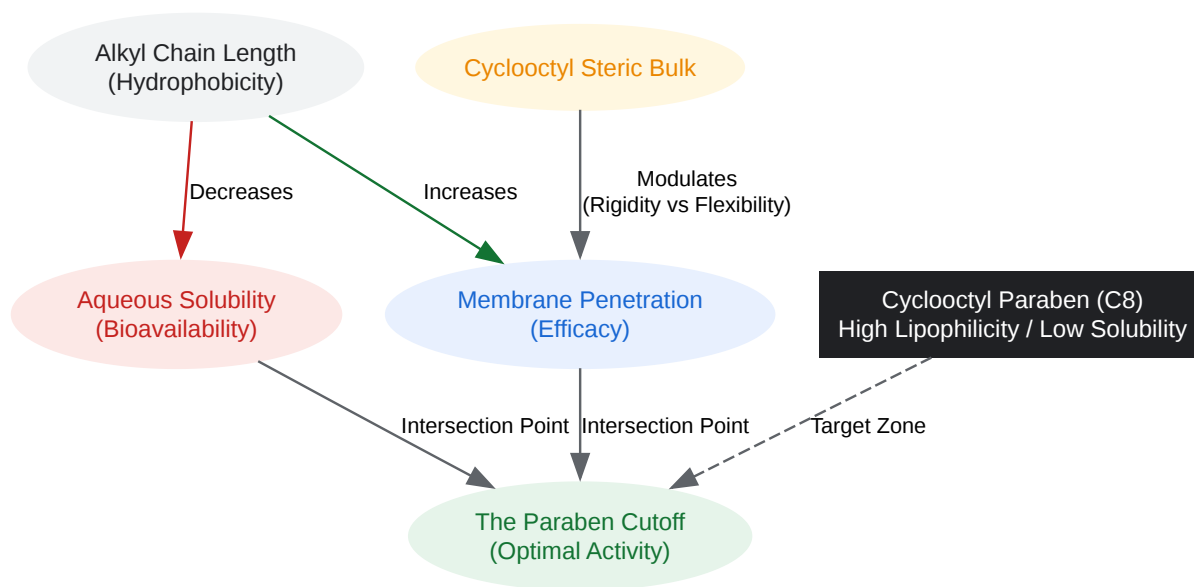 Alkyl Chain Length
(Hydrophobicity)
Cyclooctyl Steric Bulk
Decreases
Increases
Modulates
(Rigidity vs Flexibility)
Aqueous Solubility
(Bioavailability)
Membrane Penetration
(Efficacy)
Cyclooctyl Paraben (C8)
High Lipophilicity / Low Solubility
Intersection Point
Intersection Point
Target Zone
The Paraben Cutoff
(Optimal Activity)